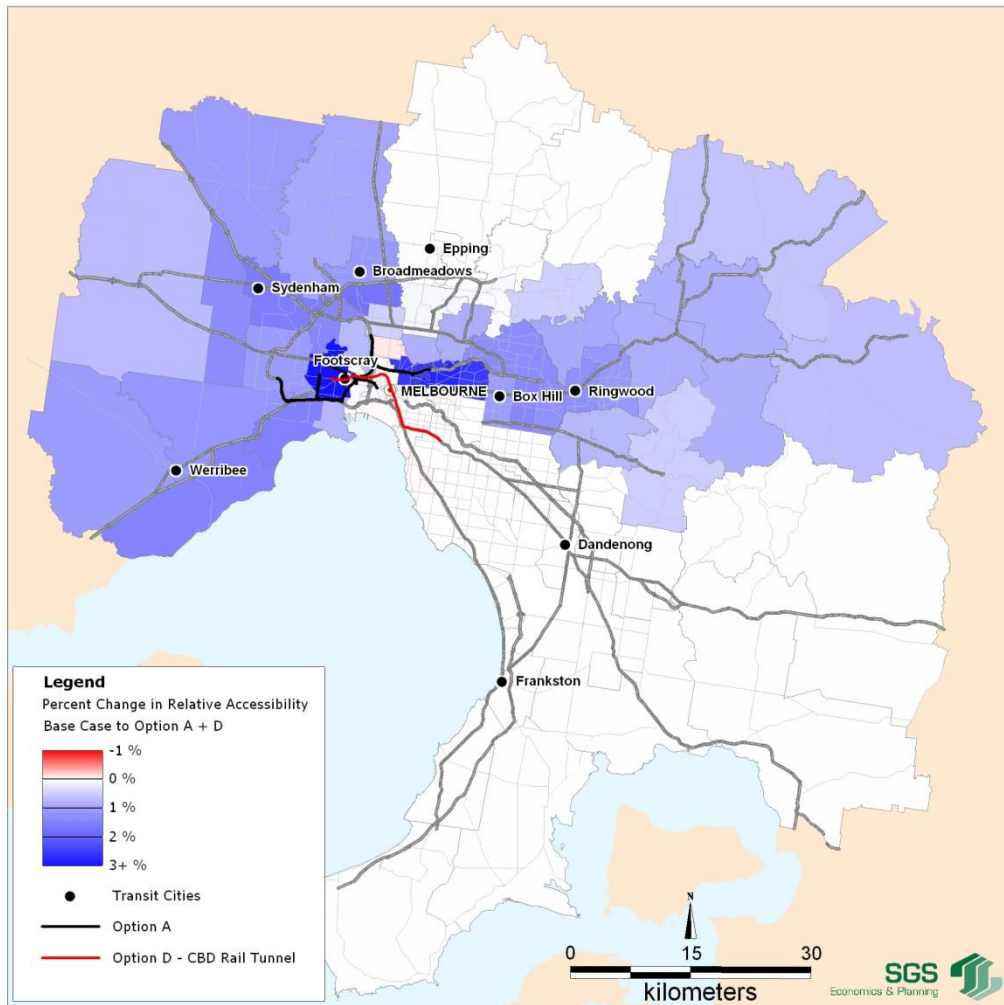 Epping
Broadmeadows
Sydenham
Footscray
MELBOURNE
Box Hill
Ringwood
Werribee
Dandenong
Frankston
Legend
Percent Change in Relative Accessibility
Base Case to Option A + D
-1 %
0 %
1 %
2 %
3+ %
Transit Cities
Option A
Option D - CBD Rail Tunnel
N
0 15 30
kilometers
SGS
Economics & Planning